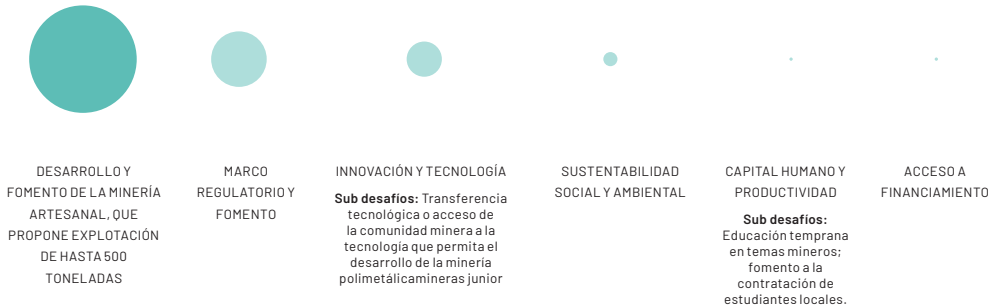 DESARROLLO Y
FOMENTO DE LA MINERÍA
ARTESANAL, QUE
PROPONE EXPLOTACIÓN
DE HASTA 500
TONELADAS
MARCO
REGULATORIO Y
FOMENTO
INNOVACIÓN Y TECNOLOGÍA
Sub desafíos: Transferencia
tecnológica o acceso de
la comunidad minera a la
tecnología que permita el
desarrollo de la minería
polimetálicamineras junior
SUSTENTABILIDAD
SOCIAL Y AMBIENTAL
CAPITAL HUMANO Y
PRODUCTIVIDAD
Sub desafíos:
Educación temprana
en temas mineros;
fomento a la
contratación de
estudiantes locales.
ACCESO A
FINANCIAMIENTO